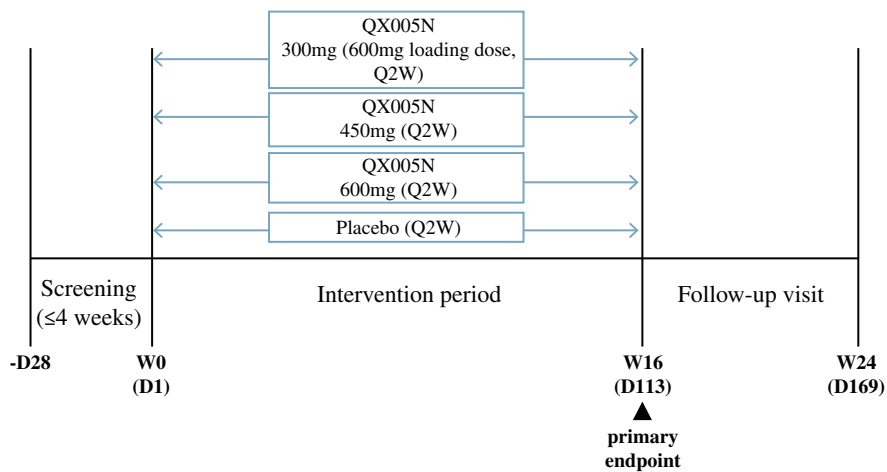 QX005N
300mg (600mg loading dose,
Q2W)
QX005N
450mg (Q2W)
QX005N
600mg (Q2W)
Placebo (Q2W)
Screening
(≤4 weeks)
Intervention period
Follow-up visit
-D28
W0
(D1)
W16
(D113)
W24
(D169)
primary
endpoint